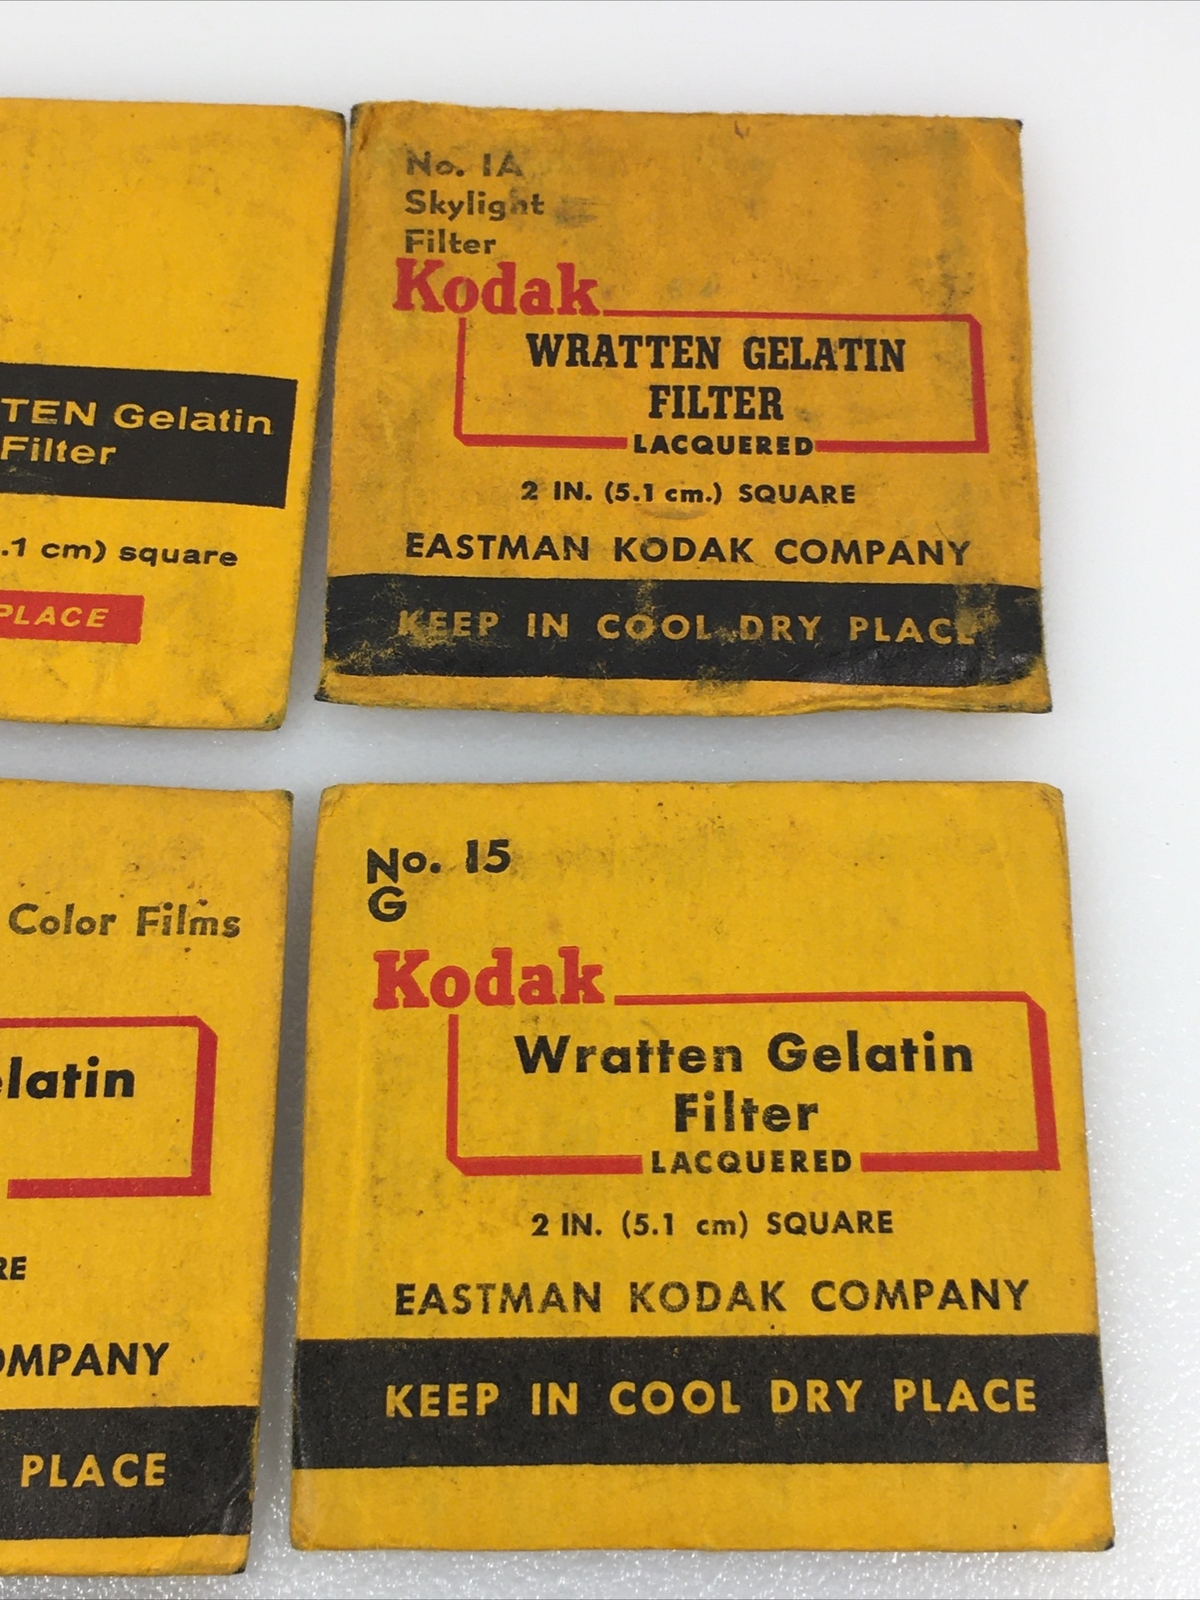 TEN Gelatin
Filter
.1 cm) square
PLACE
No. 1A
Skylight
Filter
Kodak
WRATTEN GELATIN
FILTER
LACQUERED
2 IN. (5.1 cm.) SQUARE
EASTMAN KODAK COMPANY
KEEP IN COOL DRY PLACE
Color Films
elatin
RE
OMPANY
PLACE
No. 15
G
Kodak
Wratten Gelatin
Filter
LACQUERED
2 IN. (5.1 cm) SQUARE
EASTMAN KODAK COMPANY
KEEP IN COOL DRY PLACE